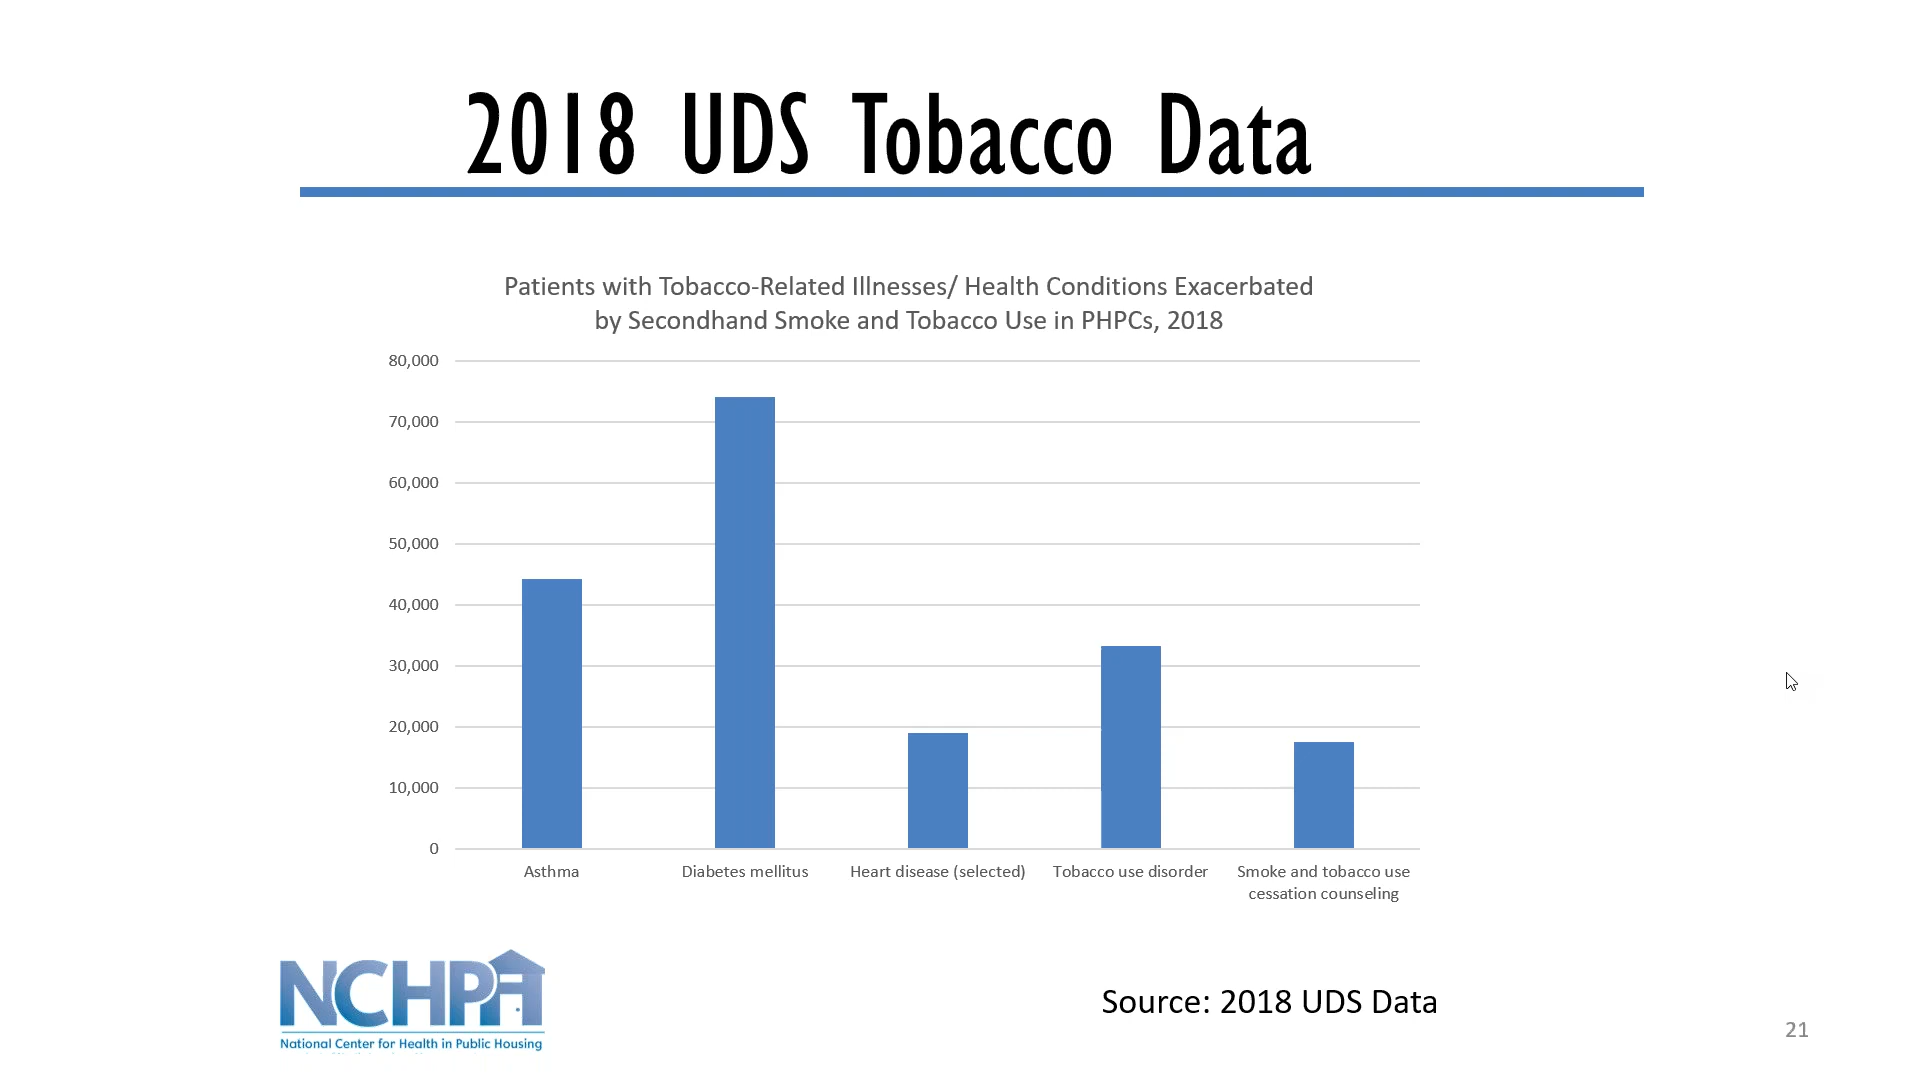 2018 UDS Tobacco Data
Patients with Tobacco-Related Illnesses/ Health Conditions Exacerbated
by Secondhand Smoke and Tobacco Use in PHPCs, 2018
80,000
70,000
60,000
50,000
40,000
30,000
20,000
10,000
0
Asthma
Diabetes mellitus
Heart disease (selected)
Tobacco use disorder
Smoke and tobacco use
cessation counseling
NCHPH
National Center for Health in Public Housing
Source: 2018 UDS Data
21